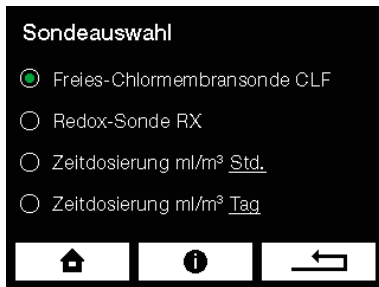 Sondeauswahl
Freies-Chlormembransonde CLF
Redox-Sonde RX
Zeitdosierung ml/m³ Std.
Zeitdosierung ml/m³ Tag